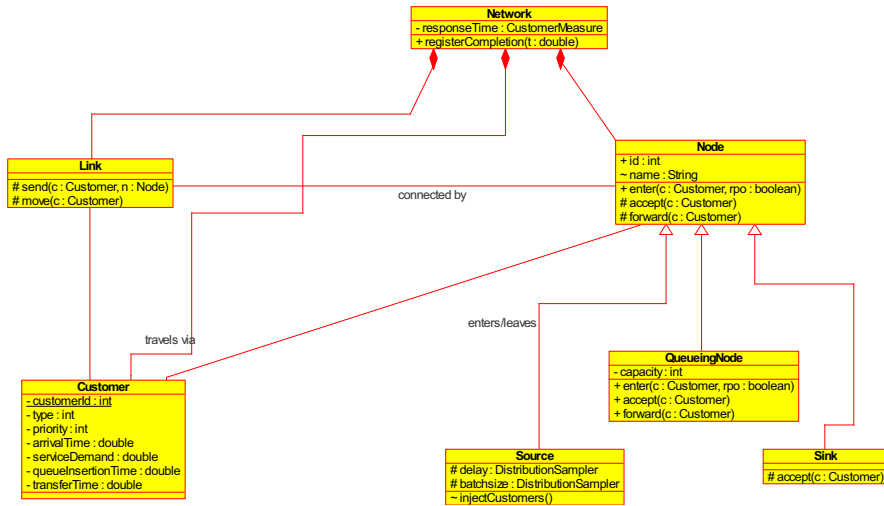 Network
- responseTime : CustomerMeasure
+ registerCompletion(t : double)
Node
+ id : int
~ name : String
+ enter(c : Customer, rpo : boolean)
# accept(c : Customer)
# forward(c : Customer)
Link
# send(c : Customer, n : Node)
# move(c : Customer)
connected by
enters/leaves
travels via
QueueingNode
- capacity : int
+ enter(c : Customer, rpo : boolean)
+ accept(c : Customer)
+ forward(c : Customer)
Customer
- customerId : int
- type : int
- priority : int
- arrivalTime : double
- serviceDemand : double
- queueInsertionTime : double
- transferTime : double
Source
# delay : DistributionSampler
# batchsize : DistributionSampler
~ injectCustomers()
Sink
# accept(c : Customer)